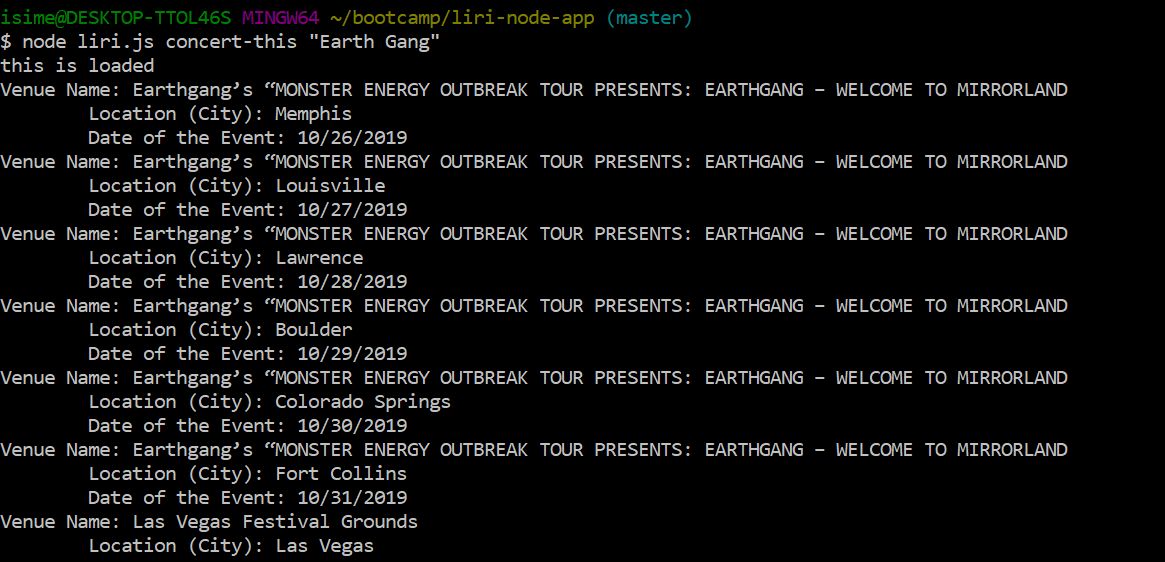 isime@DESKTOP-TTOL46S MINGW64 ~/bootcamp/liri-node-app (master)
$ node liri.js concert-this "Earth Gang"
this is loaded
Venue Name: Earthgang’s “MONSTER ENERGY OUTBREAK TOUR PRESENTS: EARTHGANG – WELCOME TO MIRRORLAND
        Location (City): Memphis
        Date of the Event: 10/26/2019
Venue Name: Earthgang’s “MONSTER ENERGY OUTBREAK TOUR PRESENTS: EARTHGANG – WELCOME TO MIRRORLAND
        Location (City): Louisville
        Date of the Event: 10/27/2019
Venue Name: Earthgang’s “MONSTER ENERGY OUTBREAK TOUR PRESENTS: EARTHGANG – WELCOME TO MIRRORLAND
        Location (City): Lawrence
        Date of the Event: 10/28/2019
Venue Name: Earthgang’s “MONSTER ENERGY OUTBREAK TOUR PRESENTS: EARTHGANG – WELCOME TO MIRRORLAND
        Location (City): Boulder
        Date of the Event: 10/29/2019
Venue Name: Earthgang’s “MONSTER ENERGY OUTBREAK TOUR PRESENTS: EARTHGANG – WELCOME TO MIRRORLAND
        Location (City): Colorado Springs
        Date of the Event: 10/30/2019
Venue Name: Earthgang’s “MONSTER ENERGY OUTBREAK TOUR PRESENTS: EARTHGANG – WELCOME TO MIRRORLAND
        Location (City): Fort Collins
        Date of the Event: 10/31/2019
Venue Name: Las Vegas Festival Grounds
        Location (City): Las Vegas